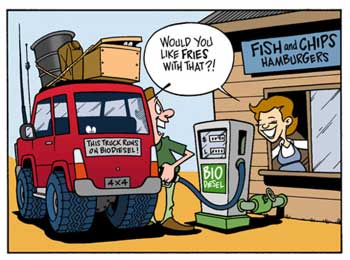 WOULD YOU
LIKE FRIES
WITH THAT?!
FISH and CHIPS
HAMBURGERS
THIS TRUCK RUNS
ON BIODIESEL!
4x4
BIO
DIESEL